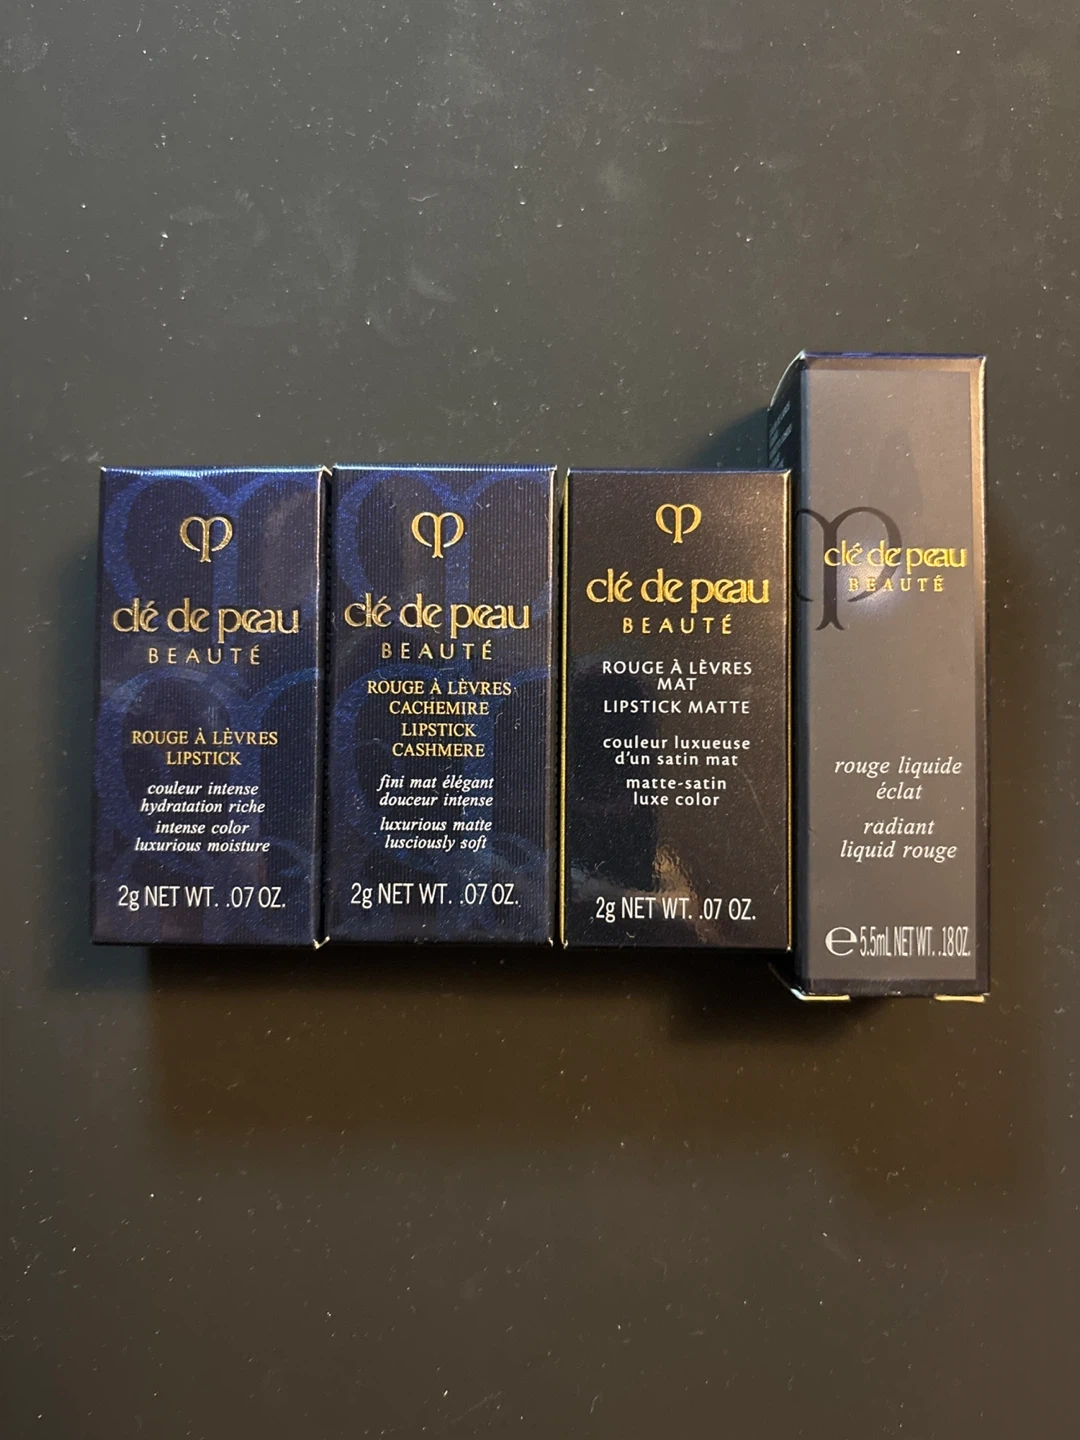 clé de peau
BEAUTÉ
ROUGE À LÈVRES
LIPSTICK
couleur intense
hydratation riche
intense color
luxurious moisture
2g NET WT. .07 OZ.
clé de peau
BEAUTÉ
ROUGE À LÈVRES
CACHEMIRE
LIPSTICK
CASHMERE
fini mat élégant
douceur intense
luxurious matte
lusciously soft
2g NET WT. .07 OZ.
clé de peau
BEAUTÉ
ROUGE À LÈVRES
MAT
LIPSTICK MATTE
couleur luxueuse
d'un satin mat
matte-satin
luxe color
2g NET WT. .07 OZ.
clé de peau
BEAUTÉ
rouge liquide
éclat
radiant
liquid rouge
℮ 5.5mL NET WT. .18 OZ.